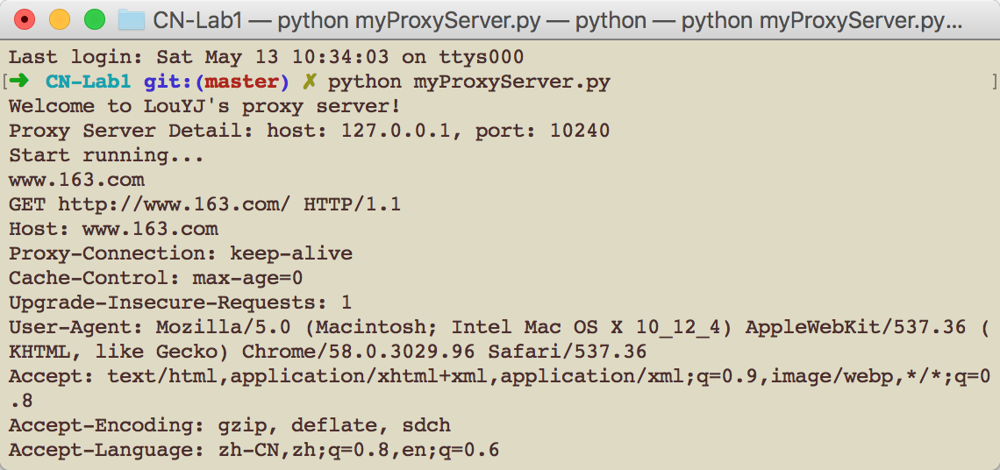 CN-Lab1 — python myProxyServer.py — python — python myProxyServer.py...
Last login: Sat May 13 10:34:03 on ttys000
[➜  CN-Lab1 git:(master) ✗ python myProxyServer.py ]
Welcome to LouYJ's proxy server!
Proxy Server Detail: host: 127.0.0.1, port: 10240
Start running...
www.163.com
GET http://www.163.com/ HTTP/1.1
Host: www.163.com
Proxy-Connection: keep-alive
Cache-Control: max-age=0
Upgrade-Insecure-Requests: 1
User-Agent: Mozilla/5.0 (Macintosh; Intel Mac OS X 10_12_4) AppleWebKit/537.36 (
KHTML, like Gecko) Chrome/58.0.3029.96 Safari/537.36
Accept: text/html,application/xhtml+xml,application/xml;q=0.9,image/webp,*/*;q=0
.8
Accept-Encoding: gzip, deflate, sdch
Accept-Language: zh-CN,zh;q=0.8,en;q=0.6